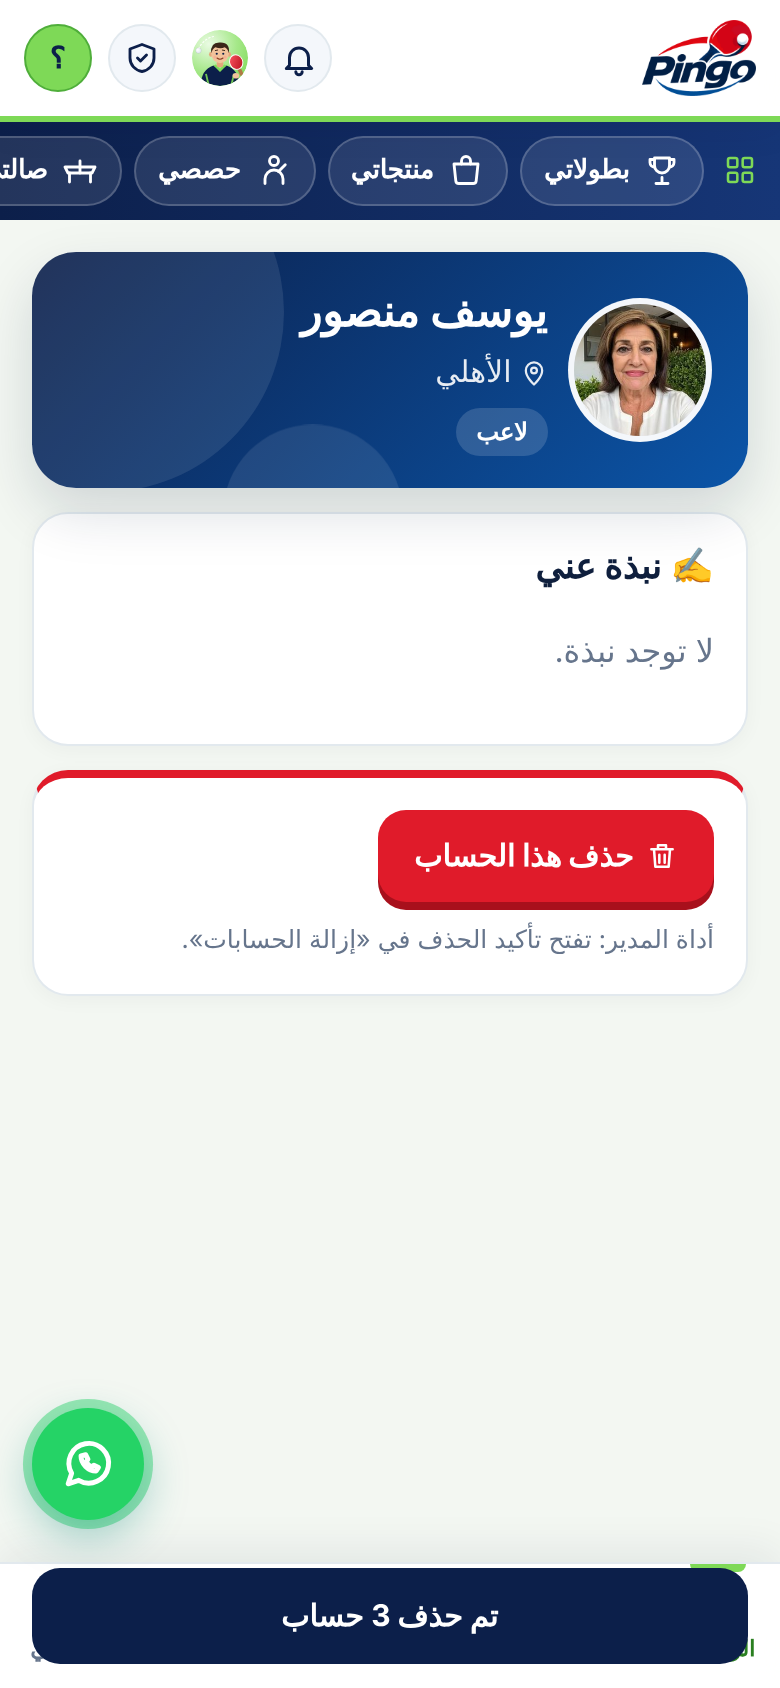 Pingo
؟
بطولاتي
منتجاتي
حصصي
يوسف منصور
الأهلي
لاعب
✍️ نبذة عني
لا توجد نبذة.
حذف هذا الحساب
أداة المدير: تفتح تأكيد الحذف في «إزالة الحسابات».
تم حذف 3 حساب